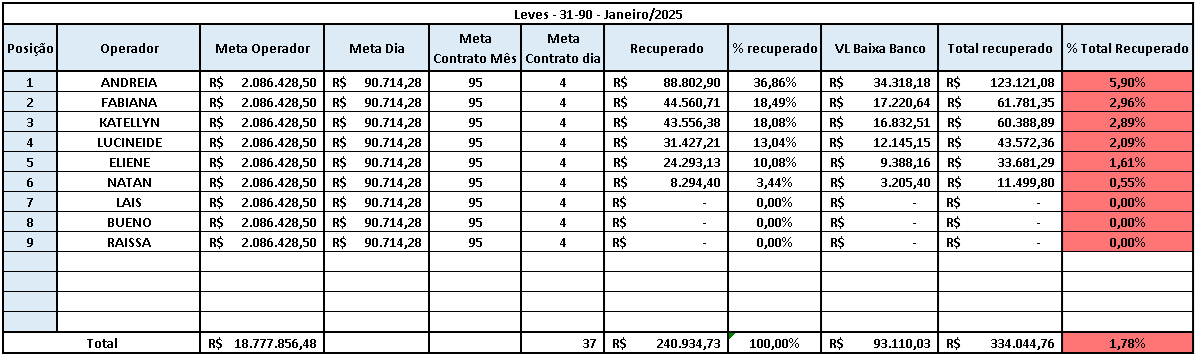 Leves - 31-90 - Janeiro/2025
Posição Operador Meta Operador Meta Dia Meta Contrato Mês Meta Contrato dia Recuperado % recuperado VL Baixa Banco Total recuperado % Total Recuperado
1 ANDREIA R$ 2.086.428,50 R$ 90.714,28 95 4 R$ 88.802,90 36,86% R$ 34.318,18 R$ 123.121,08 5,90%
2 FABIANA R$ 2.086.428,50 R$ 90.714,28 95 4 R$ 44.560,71 18,49% R$ 17.220,64 R$ 61.781,35 2,96%
3 KATELLYN R$ 2.086.428,50 R$ 90.714,28 95 4 R$ 43.556,38 18,08% R$ 16.832,51 R$ 60.388,89 2,89%
4 LUCINEIDE R$ 2.086.428,50 R$ 90.714,28 95 4 R$ 31.427,21 13,04% R$ 12.145,15 R$ 43.572,36 2,09%
5 ELIENE R$ 2.086.428,50 R$ 90.714,28 95 4 R$ 24.293,13 10,08% R$ 9.388,16 R$ 33.681,29 1,61%
6 NATAN R$ 2.086.428,50 R$ 90.714,28 95 4 R$ 8.294,40 3,44% R$ 3.205,40 R$ 11.499,80 0,55%
7 LAIS R$ 2.086.428,50 R$ 90.714,28 95 4 R$ - 0,00% R$ - R$ - 0,00%
8 BUENO R$ 2.086.428,50 R$ 90.714,28 95 4 R$ - 0,00% R$ - R$ - 0,00%
9 RAISSA R$ 2.086.428,50 R$ 90.714,28 95 4 R$ - 0,00% R$ - R$ - 0,00%
Total R$ 18.777.856,48 37 R$ 240.934,73 100,00% R$ 93.110,03 R$ 334.044,76 1,78%